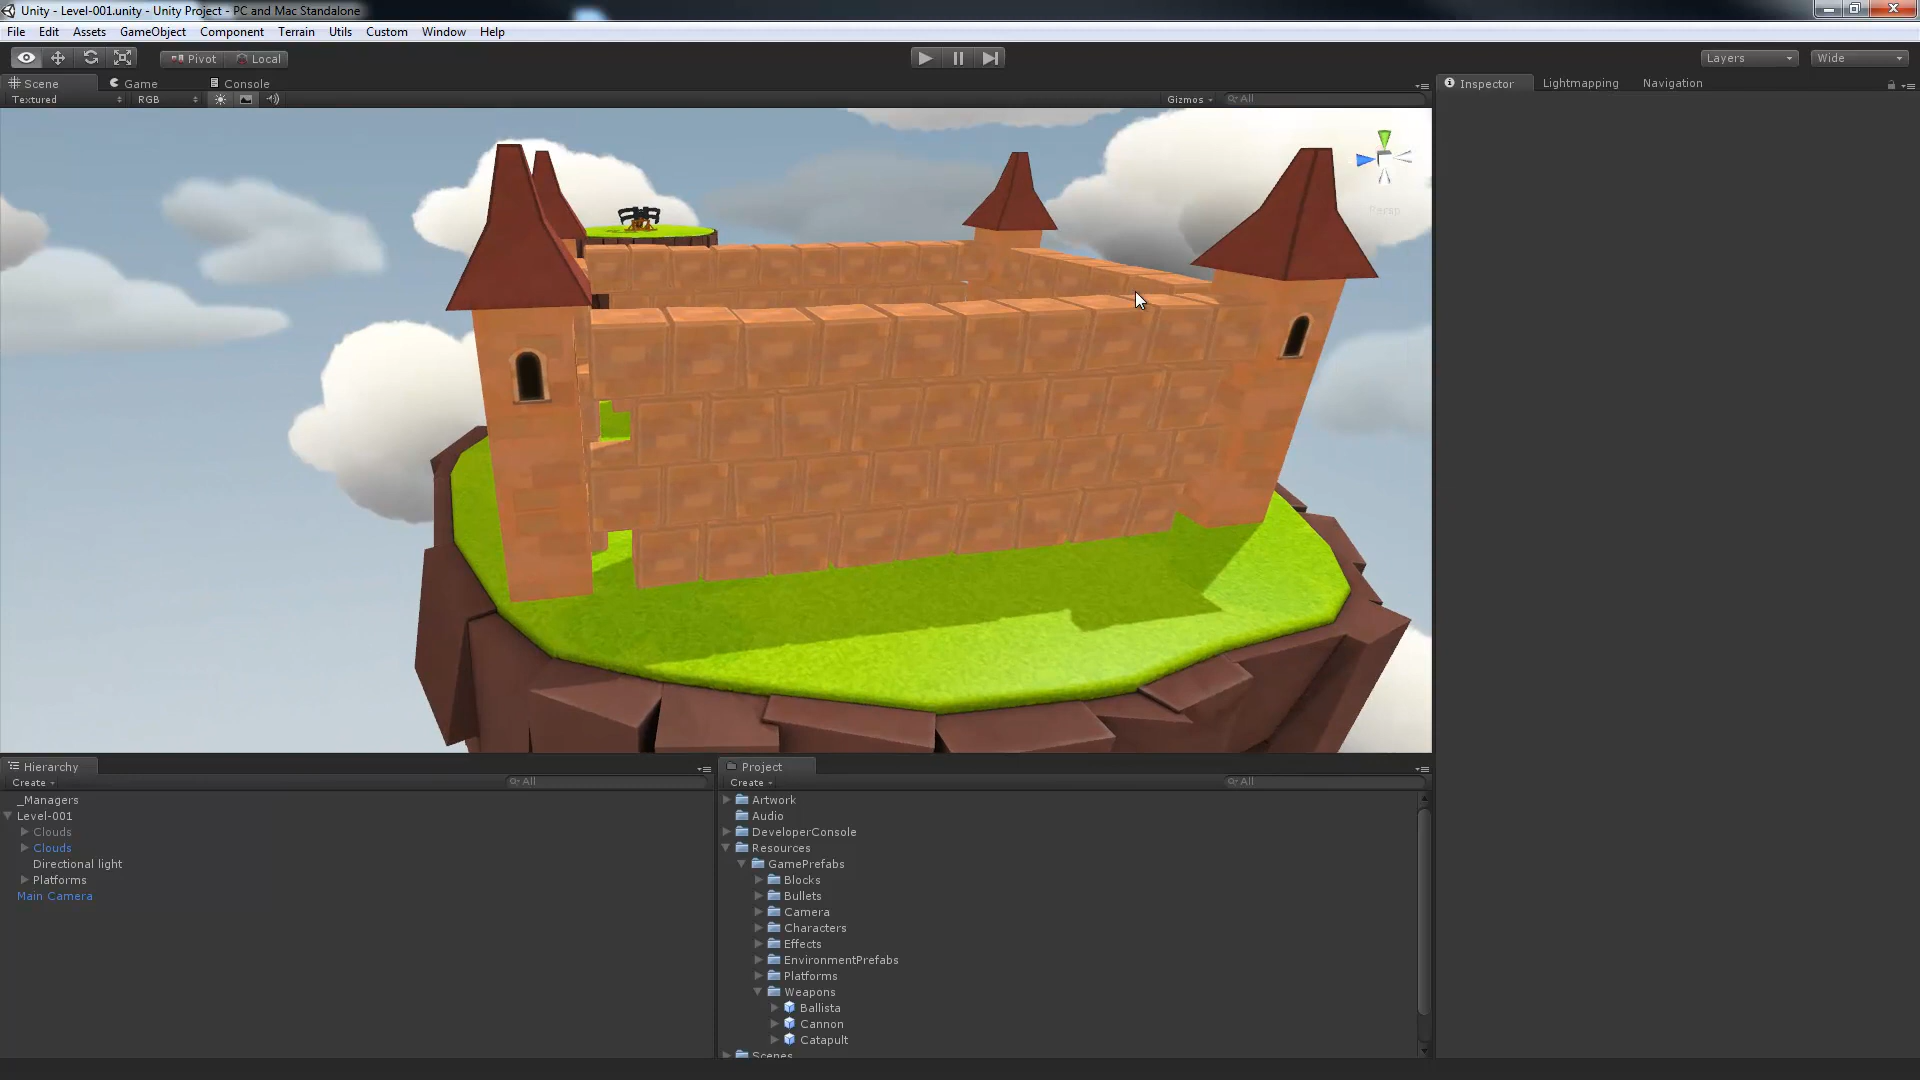 Unity - Level-001.unity - Unity Project - PC and Mac Standalone
File Edit Assets GameObject Component Terrain Utils Custom Window Help
Pivot Local Layers Wide
Scene Game Console Inspector Lightmapping Navigation
Textured RGB Gizmos All
Persp
Hierarchy
Create All
_Managers
Level-001
Clouds
Clouds
Directional light
Platforms
Main Camera
Project
Create All
Artwork
Audio
DeveloperConsole
Resources
GamePrefabs
Blocks
Bullets
Camera
Characters
Effects
EnvironmentPrefabs
Platforms
Weapons
Ballista
Cannon
Catapult
Scenes